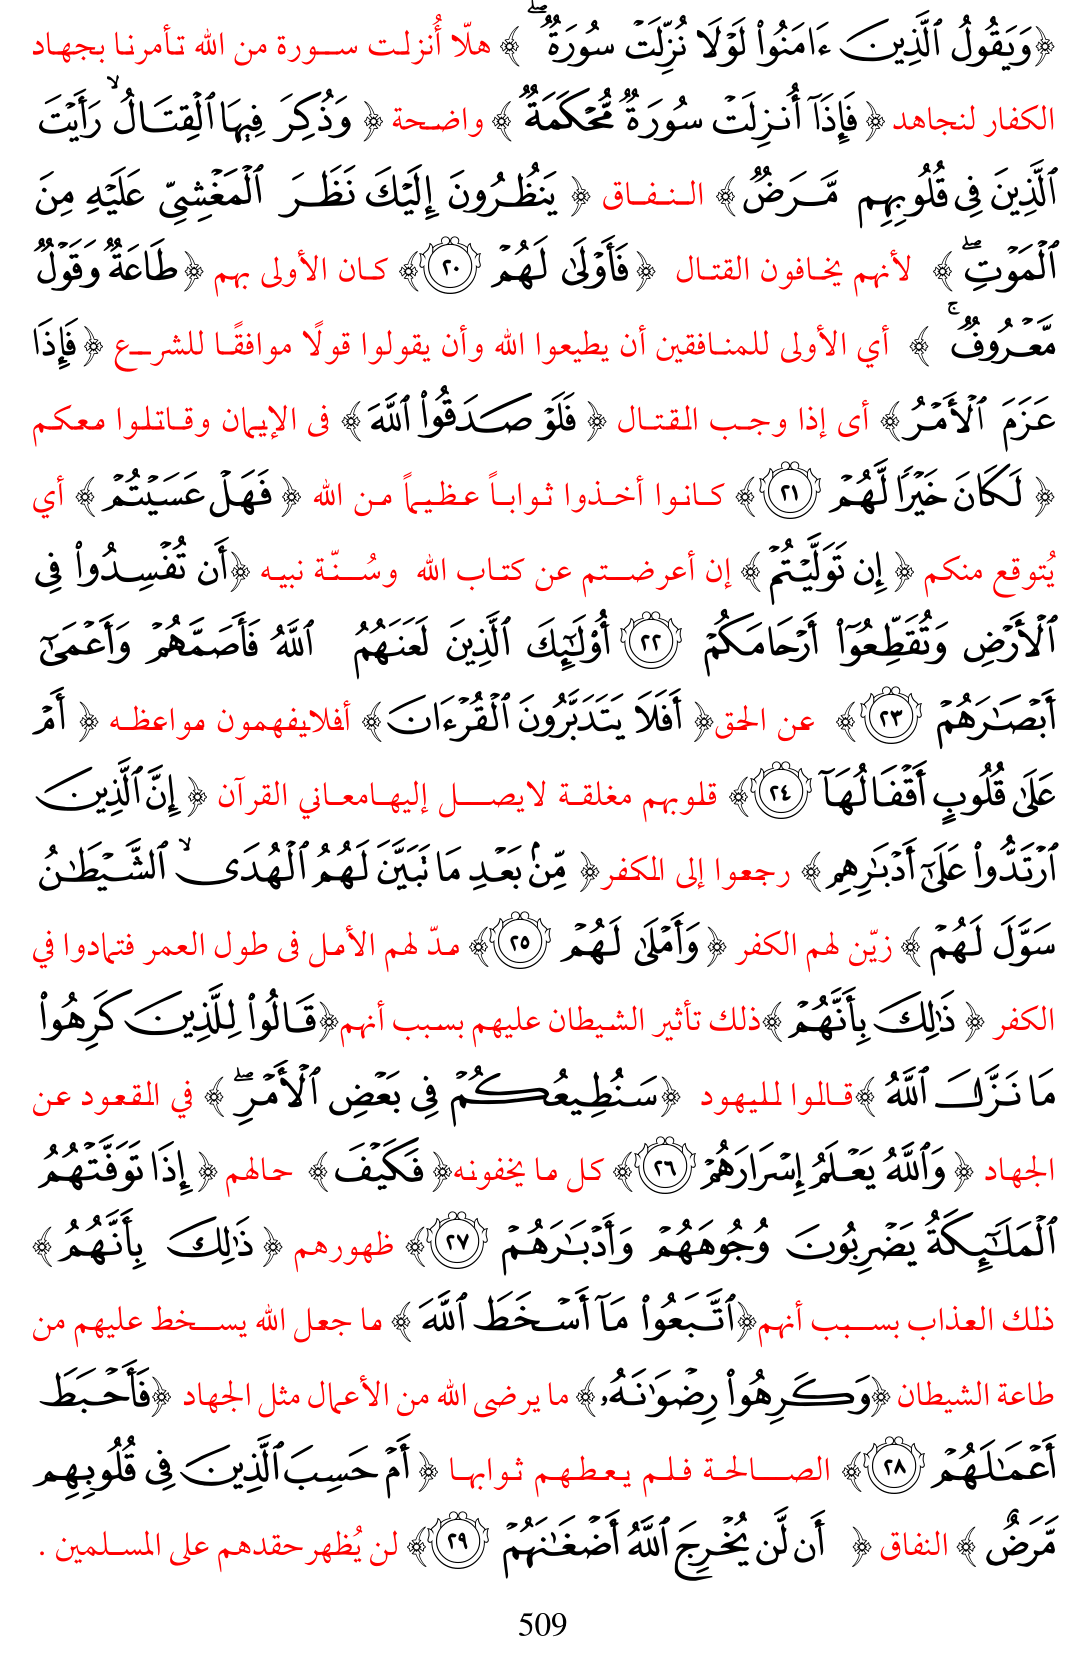 ﴿وَيَقُولُ ٱلَّذِينَ ءَامَنُوا۟ لَوْلَا نُزِّلَتْ سُورَةٌ ۖ ﴾ هلّا أُنزلت سورة من الله تأمرنا بجهاد
الكفار لنجاهد ﴿ فَإِذَآ أُنزِلَتْ سُورَةٌ مُّحْكَمَةٌ ﴾ واضحة ﴿ وَذُكِرَ فِيهَا ٱلْقِتَالُ ۙ رَأَيْتَ
ٱلَّذِينَ فِى قُلُوبِهِم مَّرَضٌ ﴾ النفاق ﴿ يَنظُرُونَ إِلَيْكَ نَظَرَ ٱلْمَغْشِىِّ عَلَيْهِ مِنَ
ٱلْمَوْتِ ۖ ﴾ لأنهم يخافون القتال ﴿ فَأَوْلَىٰ لَهُمْ ٢٠ ﴾ كان الأولى بهم ﴿ طَاعَةٌ وَقَوْلٌ
مَّعْرُوفٌ ۚ ﴾ أي الأولى للمنافقين أن يطيعوا الله وأن يقولوا قولًا موافقًا للشرع ﴿ فَإِذَا
عَزَمَ ٱلْأَمْرُ ﴾ أى إذا وجب القتال ﴿ فَلَوْ صَدَقُوا۟ ٱللَّهَ ﴾ فى الإيمان وقاتلوا معكم
﴿ لَكَانَ خَيْرًا لَّهُمْ ٢١ ﴾ كانوا أخذوا ثواباً عظيماً من الله ﴿ فَهَلْ عَسَيْتُمْ ﴾ أي
يُتوقع منكم ﴿ إِن تَوَلَّيْتُمْ ﴾ إن أعرضتم عن كتاب الله وسُنّة نبيه ﴿أَن تُفْسِدُوا۟ فِى
ٱلْأَرْضِ وَتُقَطِّعُوٓا۟ أَرْحَامَكُمْ ٢٢ أُو۟لَـٰٓئِكَ ٱلَّذِينَ لَعَنَهُمُ ٱللَّهُ فَأَصَمَّهُمْ وَأَعْمَىٰٓ
أَبْصَـٰرَهُمْ ٢٣ ﴾ عن الحق﴿ أَفَلَا يَتَدَبَّرُونَ ٱلْقُرْءَانَ ﴾ أفلايفهمون مواعظه ﴿ أَمْ
عَلَىٰ قُلُوبٍ أَقْفَالُهَآ ٢٤ ﴾ قلوبهم مغلقة لايصل إليهامعاني القرآن ﴿ إِنَّ ٱلَّذِينَ
ٱرْتَدُّوا۟ عَلَىٰٓ أَدْبَـٰرِهِم ﴾ رجعوا إلى الكفر﴿ مِّنۢ بَعْدِ مَا تَبَيَّنَ لَهُمُ ٱلْهُدَى ۙ ٱلشَّيْطَـٰنُ
سَوَّلَ لَهُمْ ﴾ زيّن لهم الكفر ﴿ وَأَمْلَىٰ لَهُمْ ٢٥ ﴾ مدّ لهم الأمل فى طول العمر فتمادوا في
الكفر ﴿ ذَٰلِكَ بِأَنَّهُمْ ﴾ذلك تأثير الشيطان عليهم بسبب أنهم﴿قَالُوا۟ لِلَّذِينَ كَرِهُوا۟
مَا نَزَّلَ ٱللَّهُ ﴾قالوا لليهود ﴿سَنُطِيعُكُمْ فِى بَعْضِ ٱلْأَمْرِ ۖ ﴾ في القعود عن
الجهاد ﴿ وَٱللَّهُ يَعْلَمُ إِسْرَارَهُمْ ٢٦ ﴾ كل ما يخفونه﴿ فَكَيْفَ ﴾ حالهم ﴿ إِذَا تَوَفَّتْهُمُ
ٱلْمَلَـٰٓئِكَةُ يَضْرِبُونَ وُجُوهَهُمْ وَأَدْبَـٰرَهُمْ ٢٧ ﴾ ظهورهم ﴿ ذَٰلِكَ بِأَنَّهُمُ ﴾
ذلك العذاب بسبب أنهم﴿ٱتَّبَعُوا۟ مَآ أَسْخَطَ ٱللَّهَ ﴾ ما جعل الله يسخط عليهم من
طاعة الشيطان ﴿وَكَرِهُوا۟ رِضْوَٰنَهُۥ﴾ ما يرضى الله من الأعمال مثل الجهاد ﴿فَأَحْبَطَ
أَعْمَـٰلَهُمْ ٢٨ ﴾ الصالحة فلم يعطهم ثوابها ﴿ أَمْ حَسِبَ ٱلَّذِينَ فِى قُلُوبِهِم
مَّرَضٌ ﴾ النفاق ﴿ أَن لَّن يُخْرِجَ ٱللَّهُ أَضْغَـٰنَهُمْ ٢٩ ﴾ لن يُظهرحقدهم على المسلمين .
509